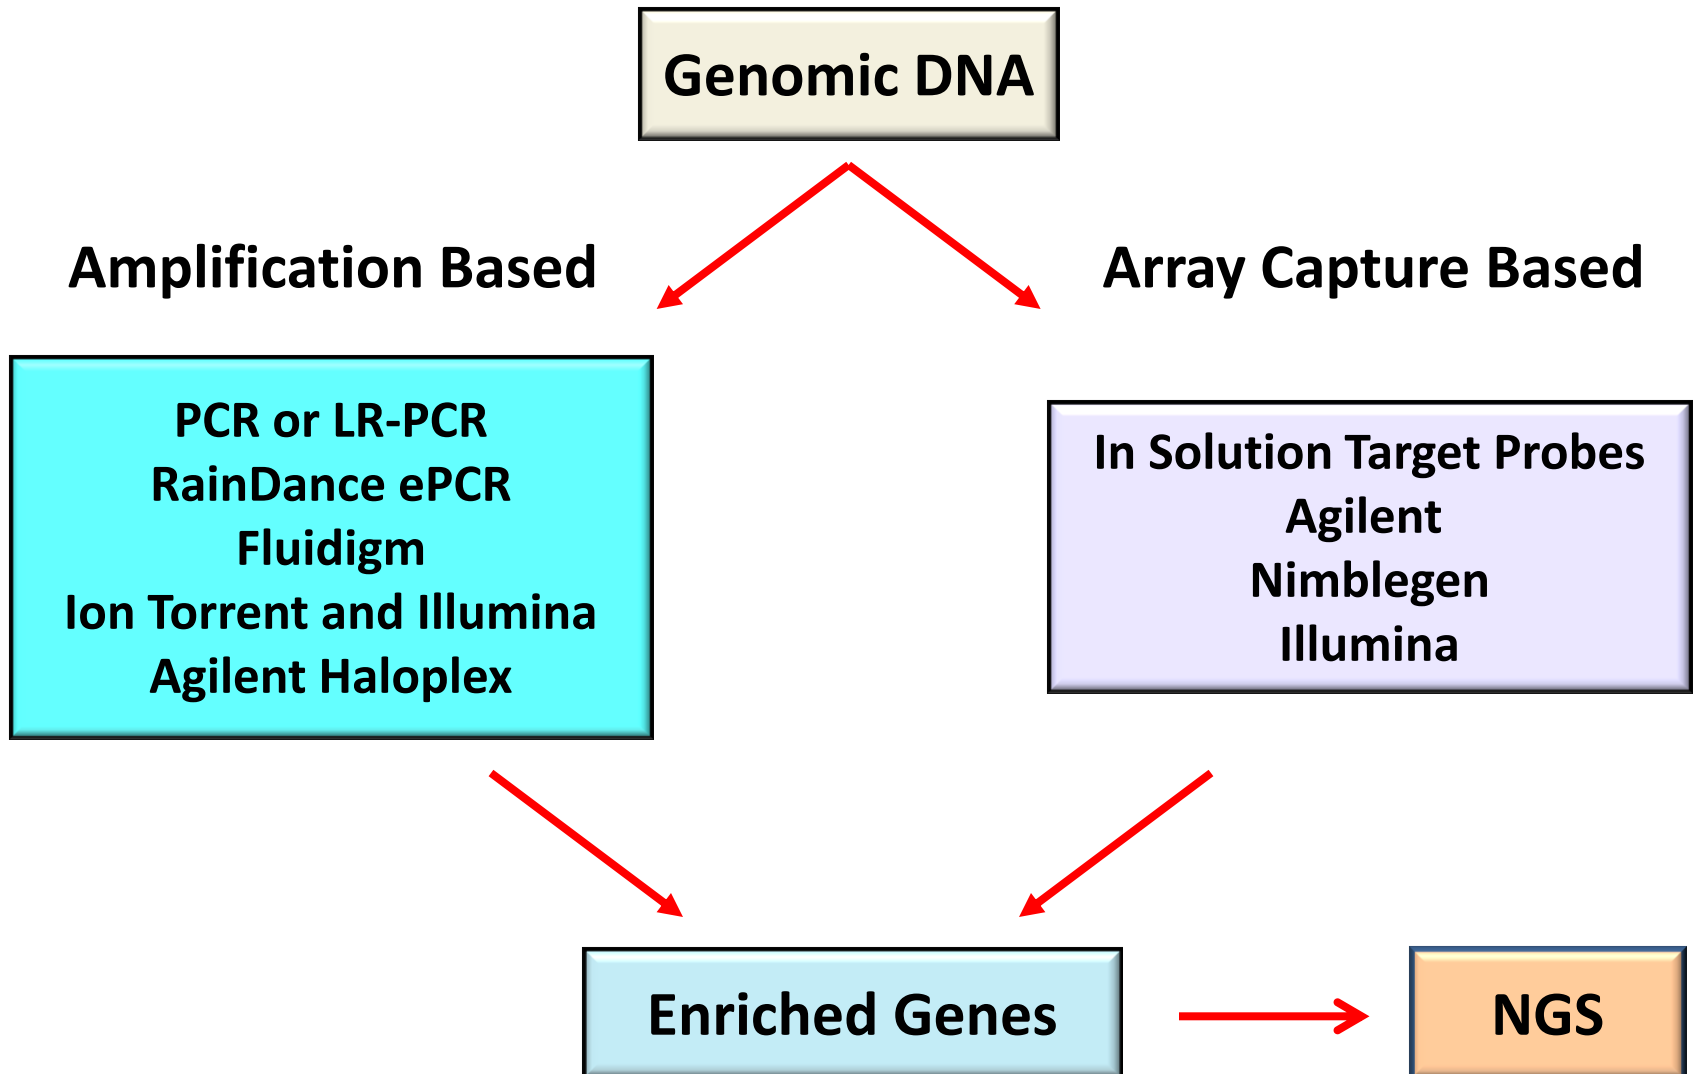 Genomic DNA
Amplification Based
Array Capture Based
PCR or LR-PCR
RainDance ePCR
Fluidigm
Ion Torrent and Illumina
Agilent Haloplex
In Solution Target Probes
Agilent
Nimblegen
Illumina
Enriched Genes
NGS